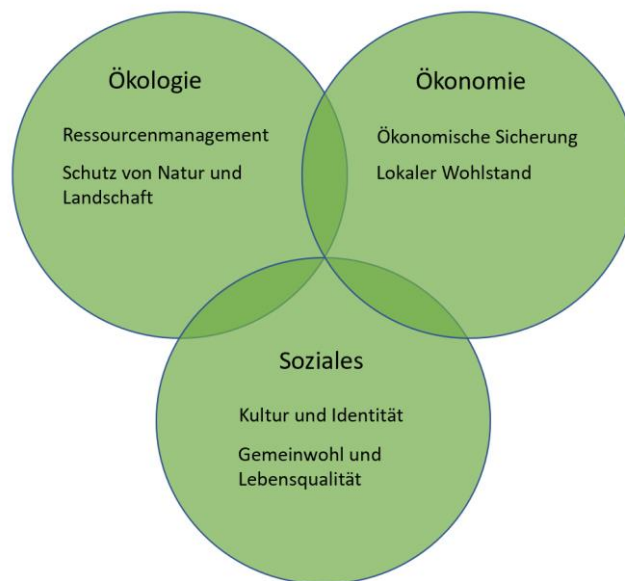 Ökologie
Ressourcenmanagement
Schutz von Natur und
Landschaft
Ökonomie
Ökonomische Sicherung
Lokaler Wohlstand
Soziales
Kultur und Identität
Gemeinwohl und
Lebensqualität